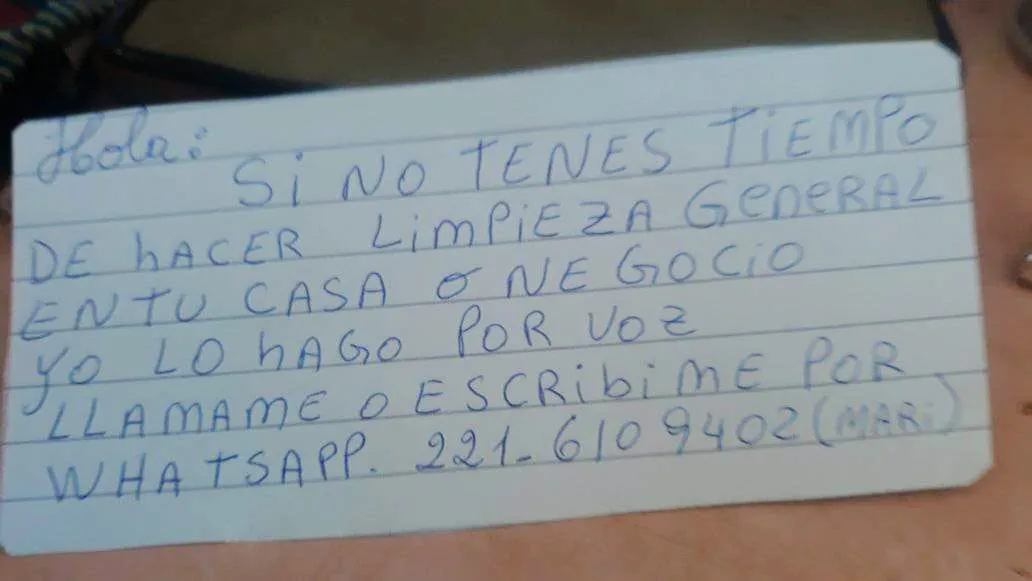 Hola:
Si NO TENES TiEMPO
DE hACER LimPiEZA GeneRAL
EN TU CASA o NEGOCiO
yo LO hAGO POR VOZ
LLAMAME O ESCRibiME POR
WHATSAPP. 221-6109402 (MARi)